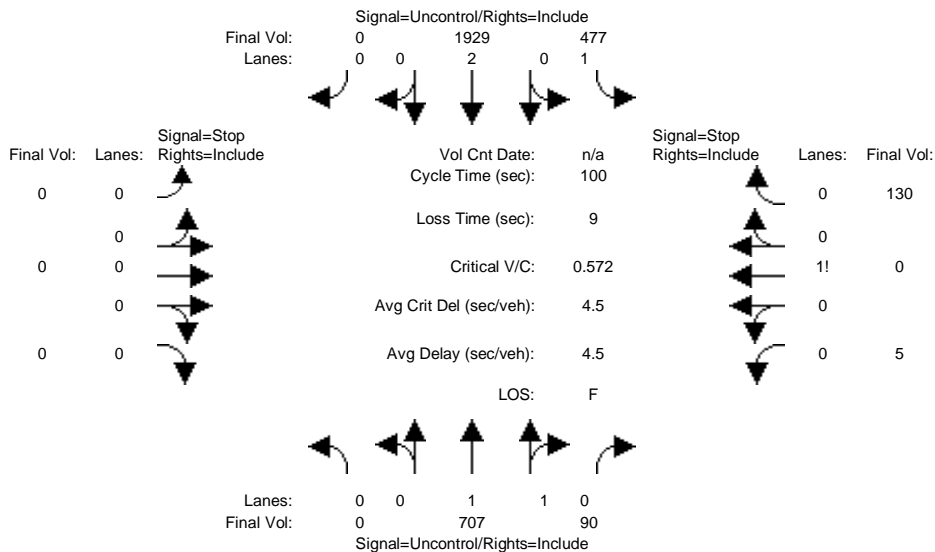 Signal=Uncontrol/Rights=Include
Final Vol: 0 1929 477
Lanes: 0 0 2 0 1
Signal=Stop
Final Vol: Lanes: Rights=Include
Vol Cnt Date: n/a
Signal=Stop
Rights=Include Lanes: Final Vol:
Cycle Time (sec): 100
0 0
0 130
Loss Time (sec): 9
0
0
0 0
Critical V/C: 0.572
1! 0
0
Avg Crit Del (sec/veh): 4.5
0
0 0
Avg Delay (sec/veh): 4.5
0 5
LOS: F
Lanes: 0 0 1 1 0
Final Vol: 0 707 90
Signal=Uncontrol/Rights=Include